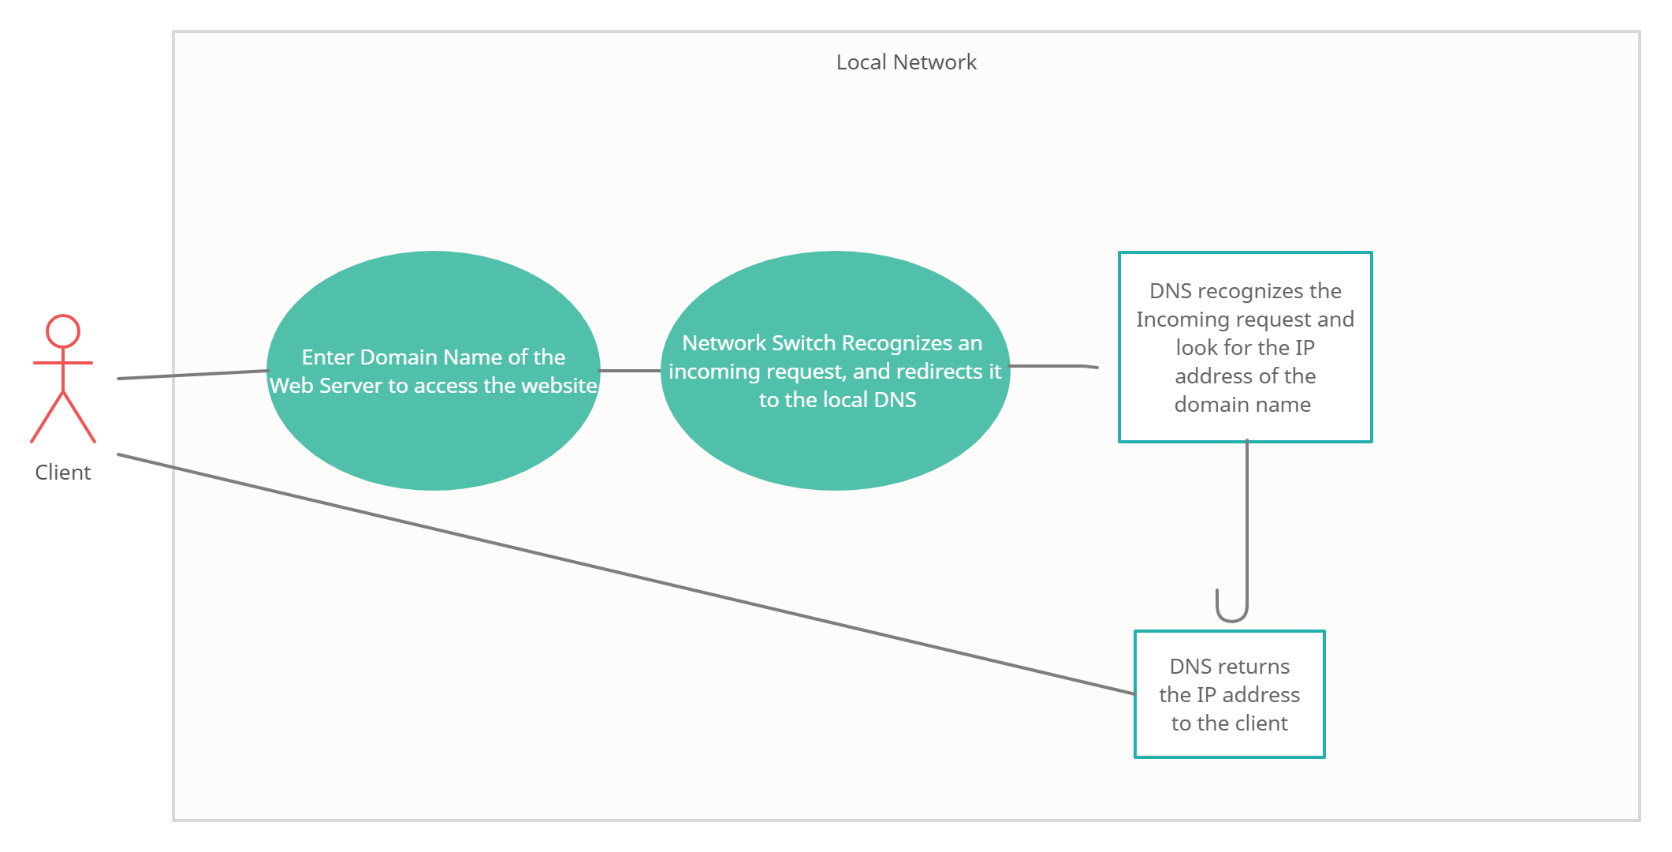 Local Network
Enter Domain Name of the
Web Server to access the website
Network Switch Recognizes an
incoming request, and redirects it
to the local DNS
DNS recognizes the
Incoming request and
look for the IP
address of the
domain name
Client
DNS returns
the IP address
to the client